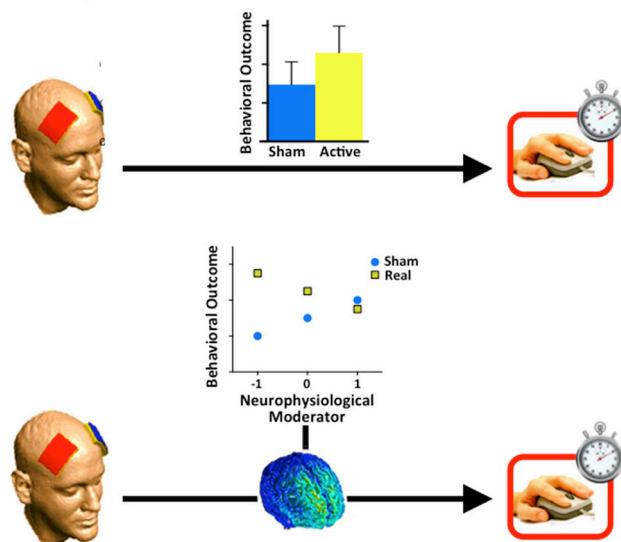 Behavioral Outcome
Sham Active
Behavioral Outcome
Sham
Real
-1 0 1
Neurophysiological
Moderator